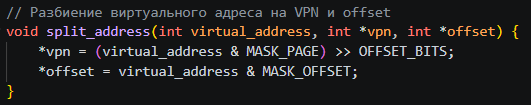 // Разбиение виртуального адреса на VPN и offset
void split_address(int virtual_address, int *vpn, int *offset) {
    *vpn = (virtual_address & MASK_PAGE) >> OFFSET_BITS;
    *offset = virtual_address & MASK_OFFSET;
}